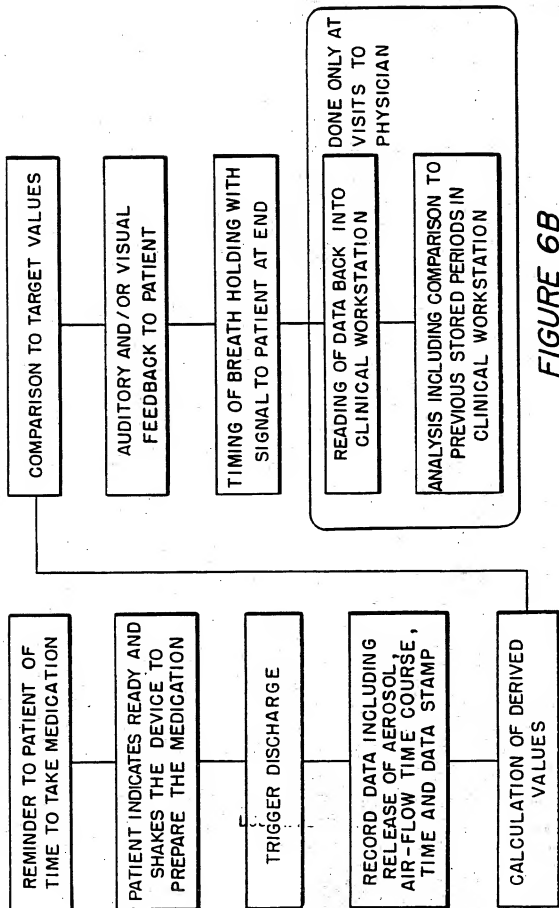 REMINDER TO PATIENT OF
TIME TO TAKE MEDICATION
PATIENT INDICATES READY AND
SHAKES THE DEVICE TO
PREPARE THE MEDICATION
TRIGGER DISCHARGE
RECORD DATA INCLUDING
RELEASE OF AEROSOL,
AIR-FLOW TIME COURSE,
TIME AND DATA STAMP
CALCULATION OF DERIVED
VALUES
COMPARISON TO TARGET VALUES
AUDITORY AND/OR VISUAL
FEEDBACK TO PATIENT
TIMING OF BREATH HOLDING WITH
SIGNAL TO PATIENT AT END
READING OF DATA BACK INTO
CLINICAL WORKSTATION
DONE ONLY AT
VISITS TO
PHYSICIAN
ANALYSIS INCLUDING COMPARISON TO
PREVIOUS STORED PERIODS IN
CLINICAL WORKSTATION
FIGURE 6B